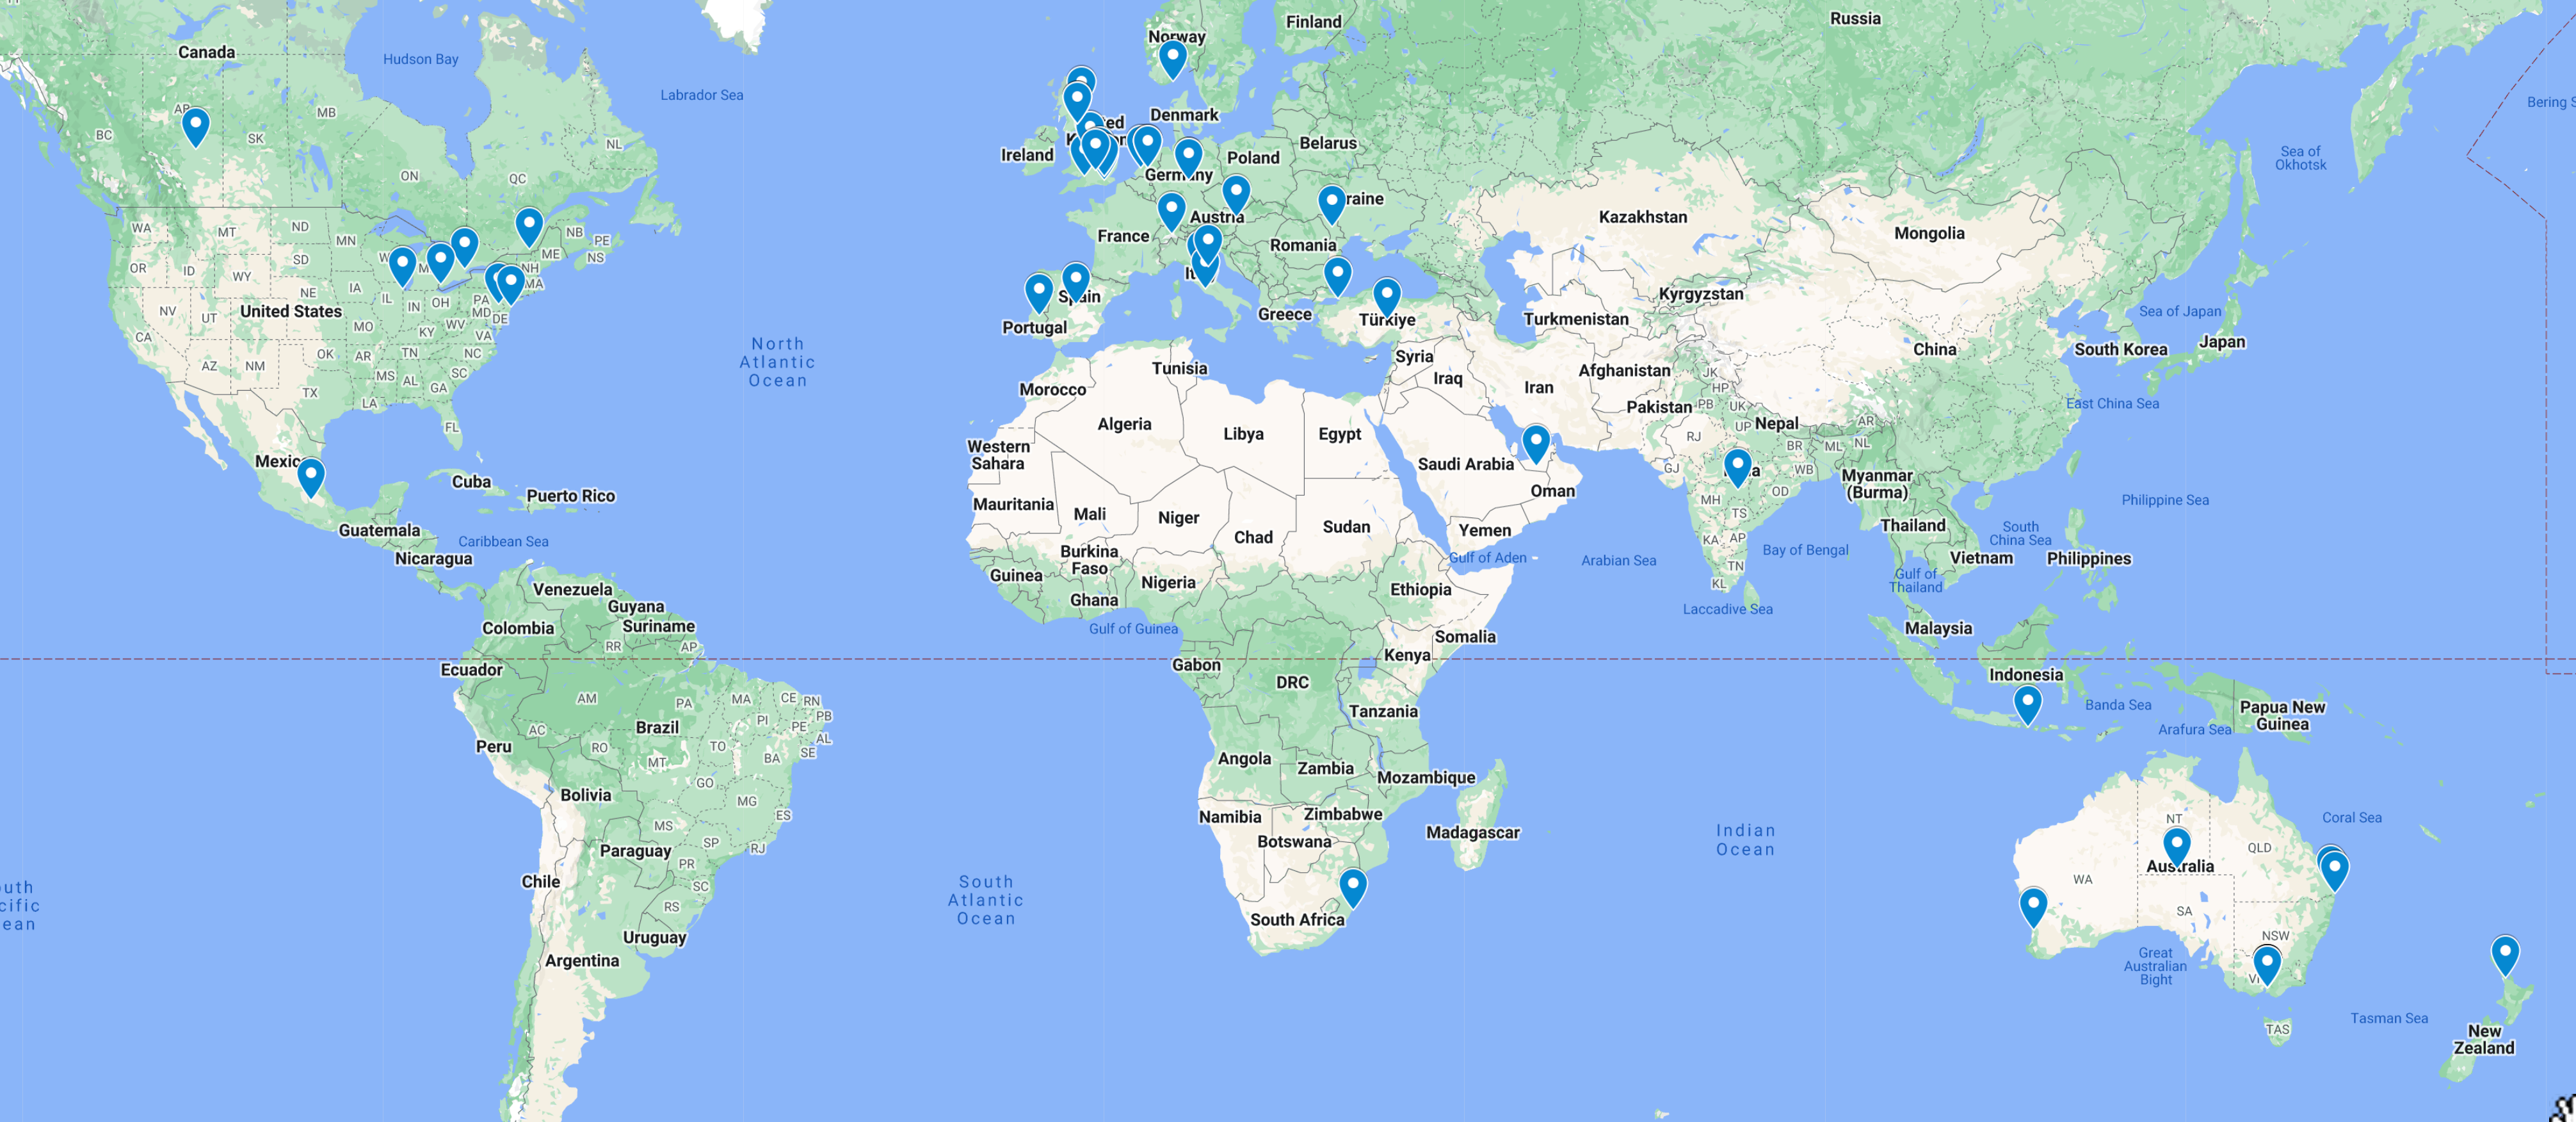 Canada
Hudson Bay
Labrador Sea
BC
MB
SK
ON
QC
NL
NB
PE
NS
WA
MT
ND
MN
OR
ID
WY
SD
ME
NH
MA
NE
IA
IL
IN
OH
PA
MD
DE
NV
UT
United States
MO
KY
WV
VA
CA
AZ
NM
OK
AR
TN
NC
SC
MS
AL
GA
TX
LA
FL
Cuba
Puerto Rico
Guatemala
Caribbean Sea
Nicaragua
North
Atlantic
Ocean
Venezuela
Guyana
Suriname
Colombia
RR
AP
Ecuador
AM
PA
MA
CE
RN
PB
PI
PE
AL
SE
AC
Brazil
TO
BA
Peru
RO
MT
GO
MG
ES
Bolivia
MS
SP
RJ
Paraguay
PR
SC
RS
Chile
Uruguay
Argentina
South
Atlantic
Ocean
Norway
Finland
Russia
Denmark
Ireland
Poland
Belarus
Germany
Austria
France
Romania
Spain
Portugal
Greece
Türkiye
Kazakhstan
Mongolia
Kyrgyzstan
Turkmenistan
Syria
Iraq
Iran
Afghanistan
Pakistan
China
South Korea
Japan
Sea of Japan
East China Sea
Sea of
Okhotsk
Tunisia
Morocco
Algeria
Libya
Egypt
Western
Sahara
Saudi Arabia
Oman
Yemen
Mauritania
Mali
Niger
Chad
Sudan
Burkina
Faso
Guinea
Nigeria
Ghana
Ethiopia
Gulf of Aden
Arabian Sea
Gulf of Guinea
Somalia
Gabon
Kenya
DRC
Tanzania
Angola
Zambia
Mozambique
Namibia
Zimbabwe
Botswana
Madagascar
South Africa
JK
HP
PB
UK
UP
Nepal
RJ
BR
AR
ML
NL
GJ
WB
MH
OD
TS
KA
AP
TN
KL
Bay of Bengal
Laccadive Sea
Myanmar
(Burma)
Thailand
Vietnam
South
China Sea
Philippines
Philippine Sea
Gulf of
Thailand
Malaysia
Indonesia
Banda Sea
Arafura Sea
Papua New
Guinea
Indian
Ocean
Coral Sea
NT
QLD
Australia
WA
SA
NSW
Great
Australian
Bight
TAS
Tasman Sea
New
Zealand